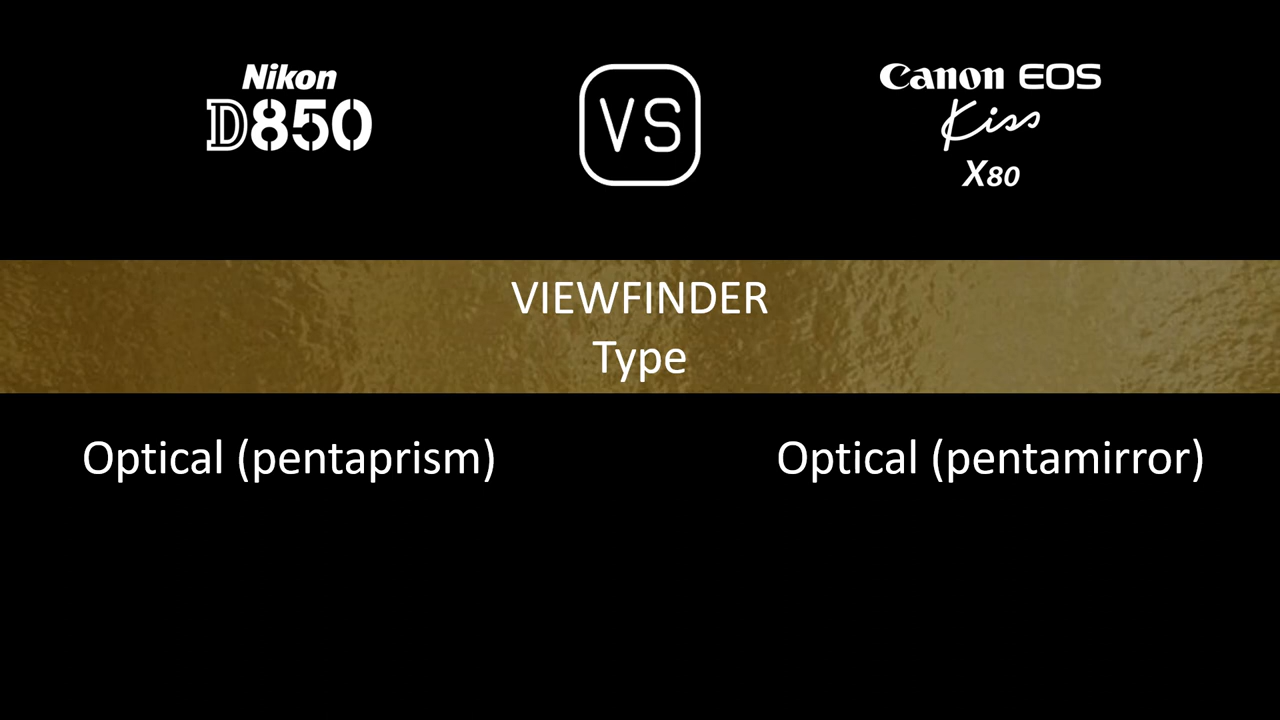 Nikon
D850
VS
Canon EOS
Kiss
X80
VIEWFINDER
Type
Optical (pentaprism)
Optical (pentamirror)